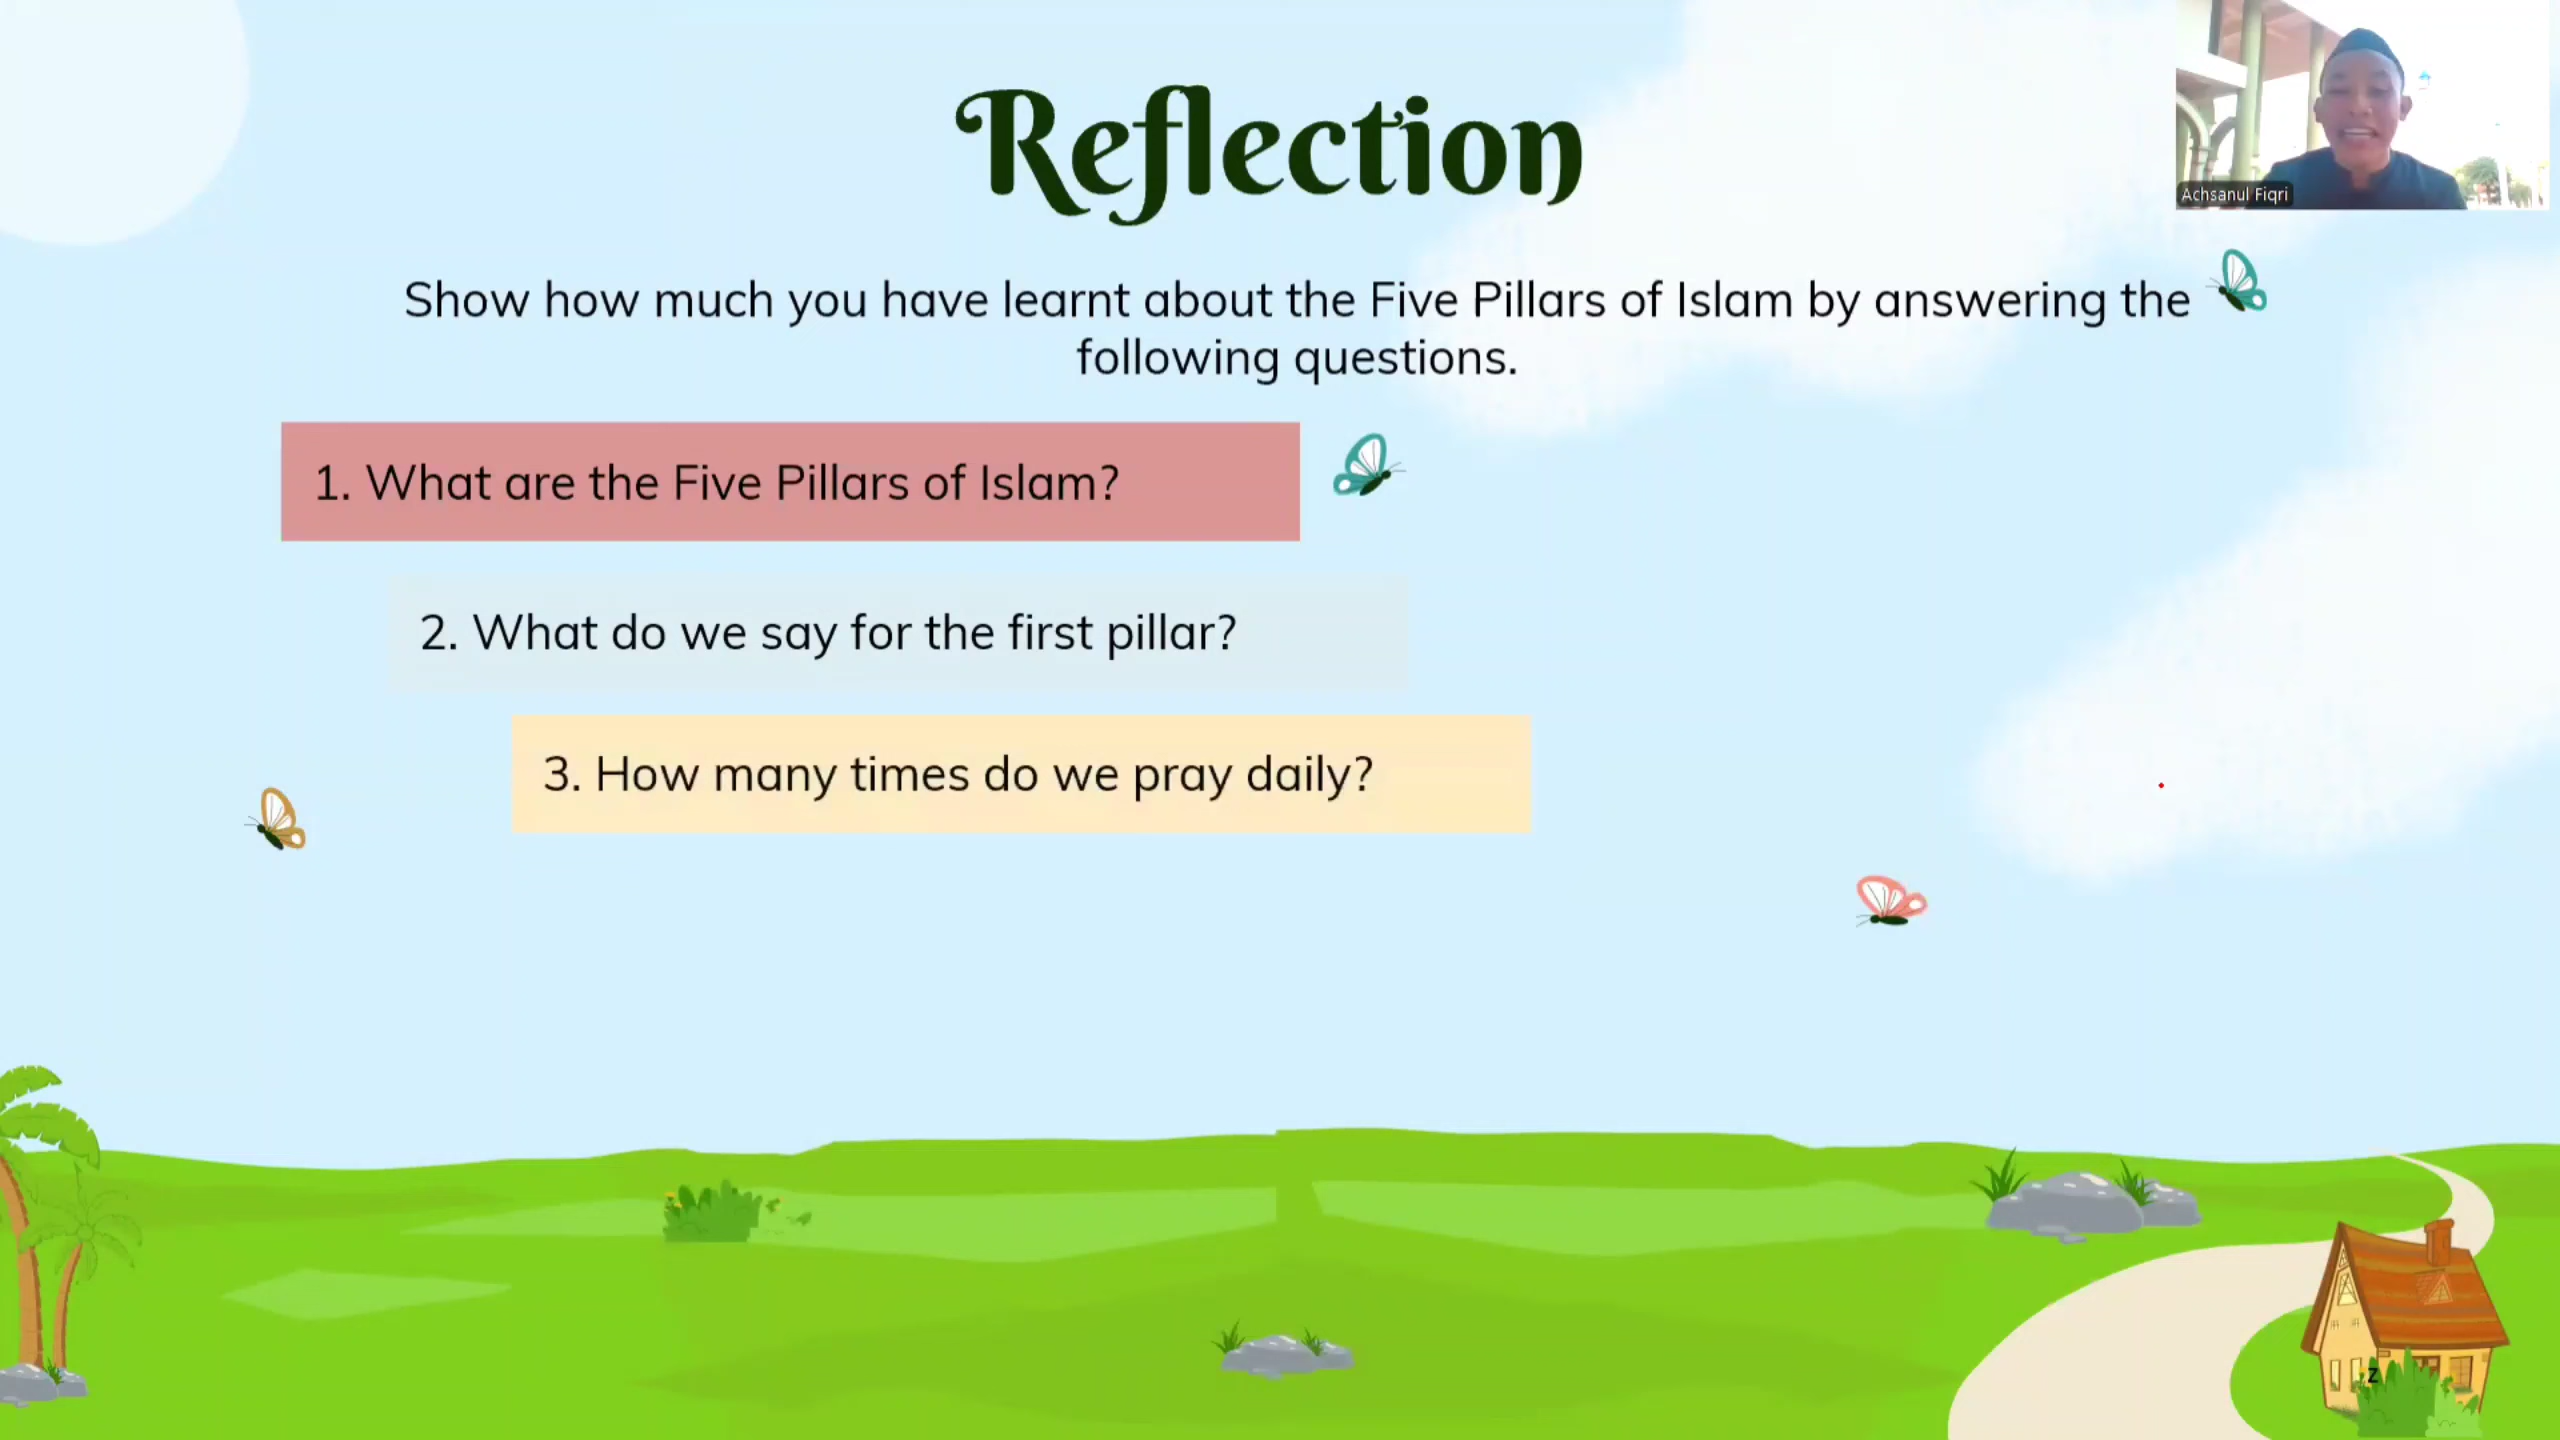 Reflection
Achsanul Fiqri
Show how much you have learnt about the Five Pillars of Islam by answering the
following questions.
1. What are the Five Pillars of Islam?
2. What do we say for the first pillar?
3. How many times do we pray daily?
z